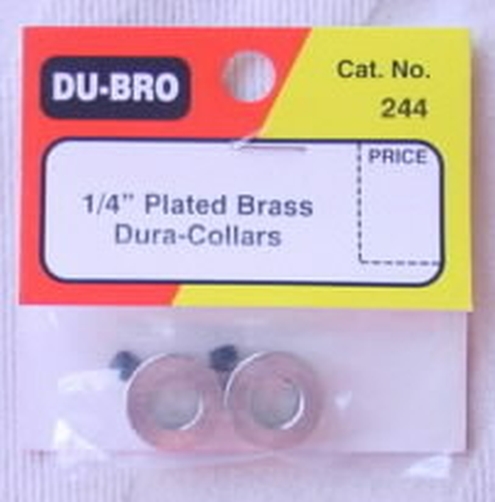 DU-BRO
Cat. No.
244
PRICE
1/4” Plated Brass
Dura-Collars